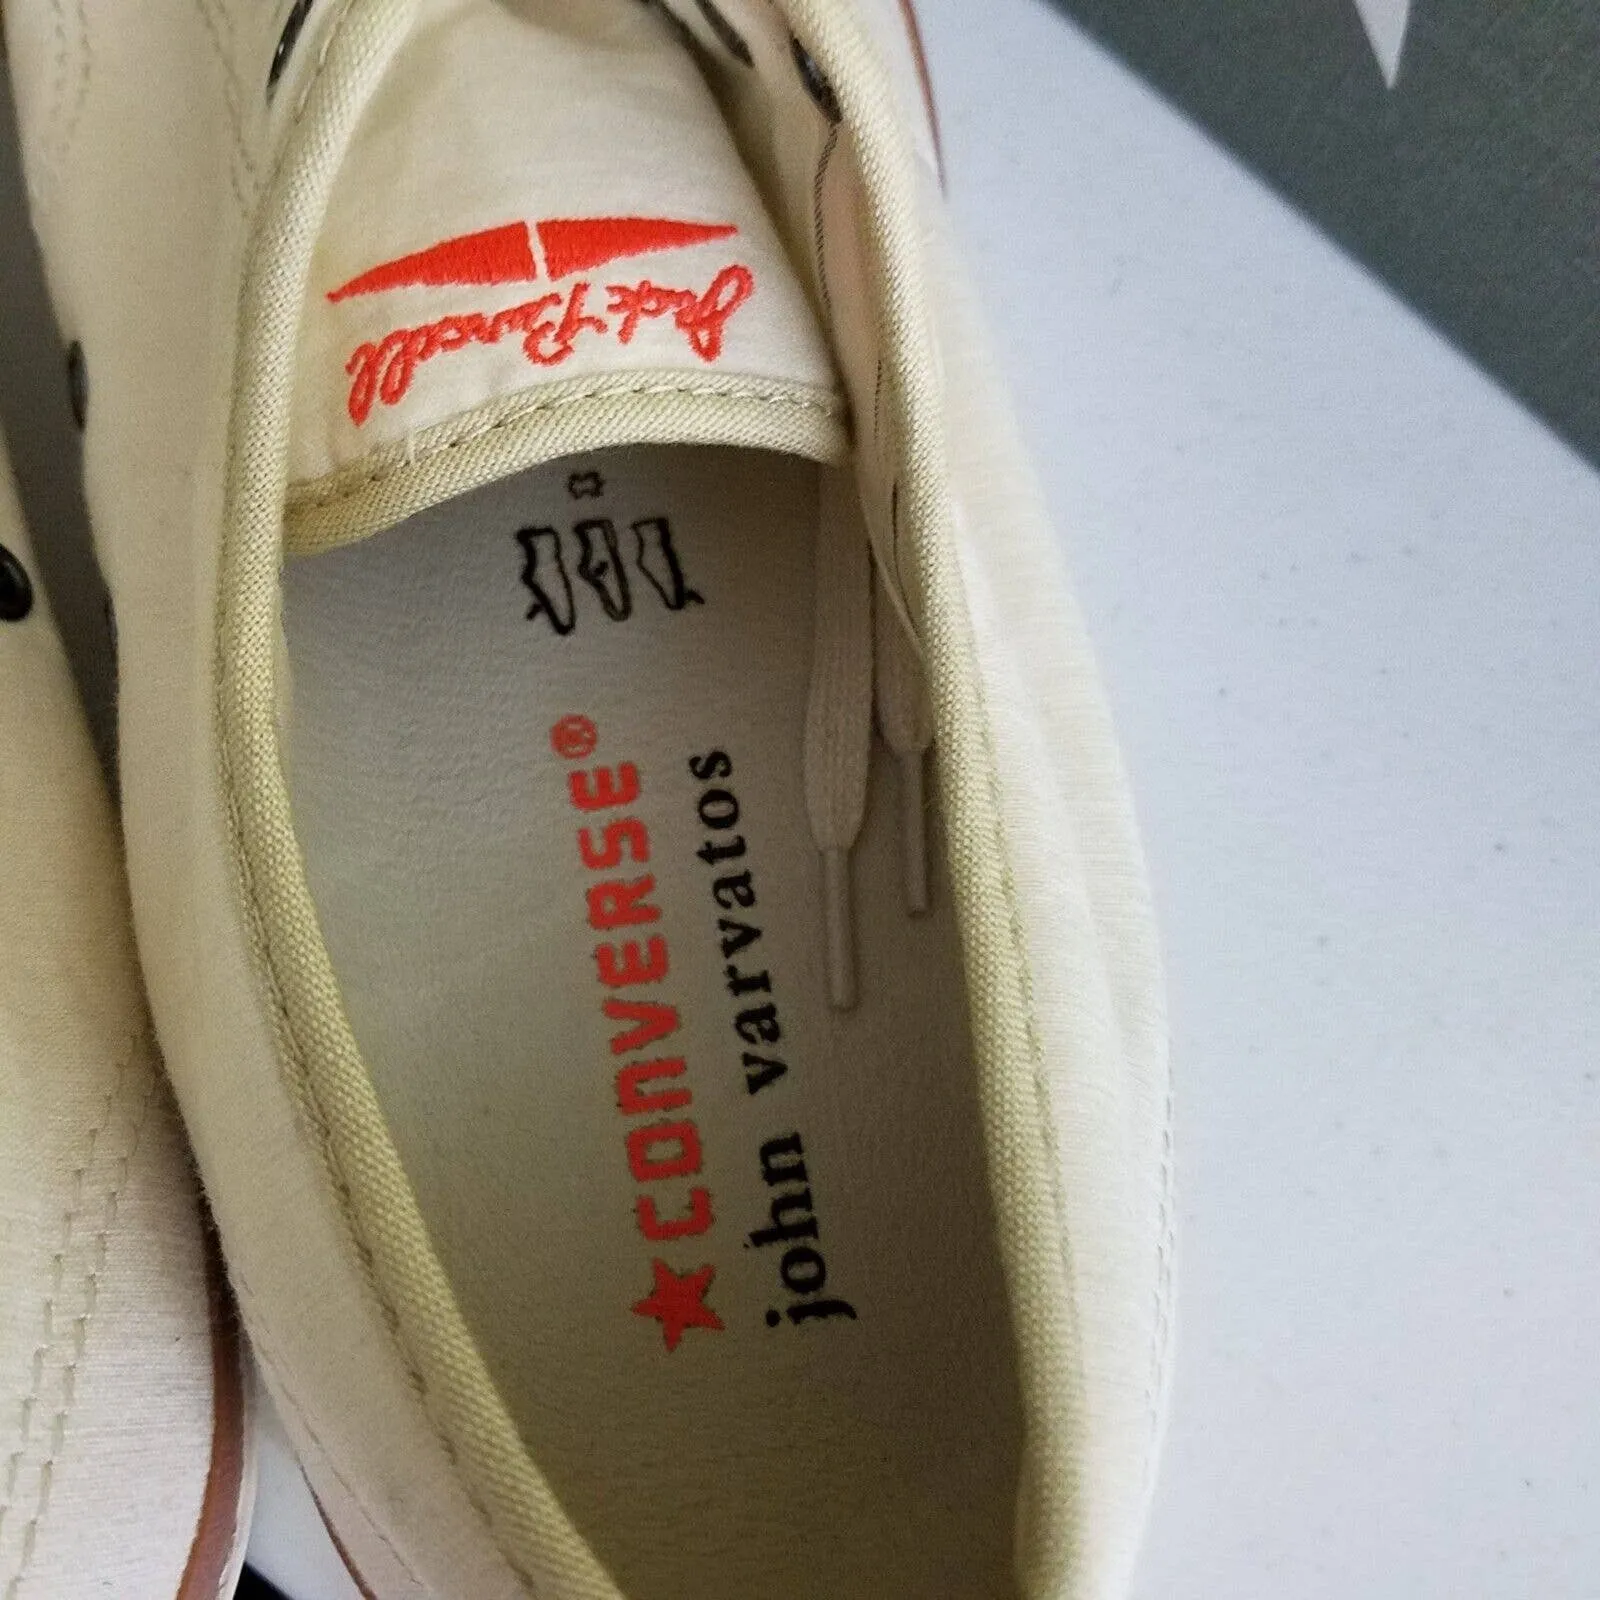 Jack Purcell
CONVERSE®
john varvatos